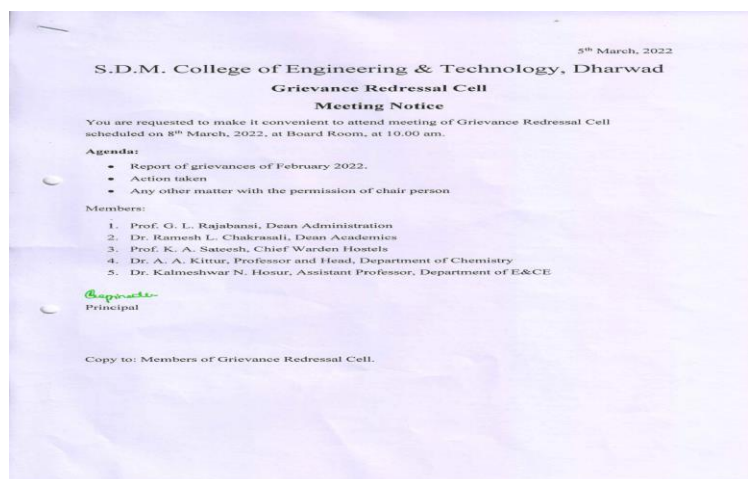 5th March, 2022
S.D.M. College of Engineering & Technology, Dharwad
Grievance Redressal Cell
Meeting Notice
You are requested to make it convenient to attend meeting of Grievance Redressal Cell
scheduled on 8th March, 2022, at Board Room, at 10.00 am.
Agenda:
• Report of grievances of February 2022.
• Action taken
• Any other matter with the permission of chair person
Members:
1. Prof. G. L. Rajabansi, Dean Administration
2. Dr. Ramesh L. Chakrasali, Dean Academics
3. Prof. K. A. Sateesh, Chief Warden Hostels
4. Dr. A. A. Kittur, Professor and Head, Department of Chemistry
5. Dr. Kalmeshwar N. Hosur, Assistant Professor, Department of E&CE
Principal
Copy to: Members of Grievance Redressal Cell.